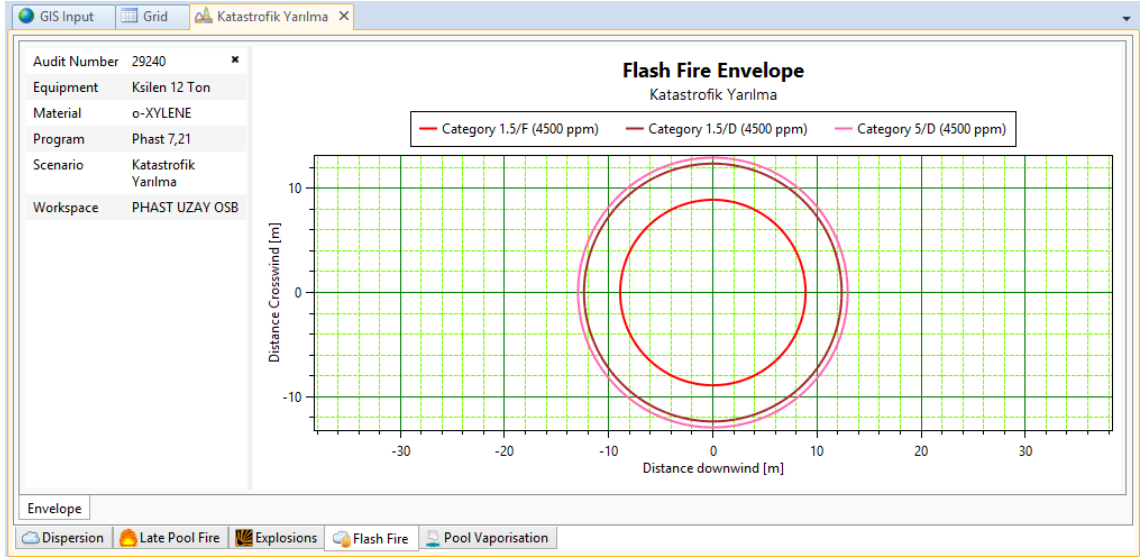 GIS Input
Grid
Katastrofik Yarılma
Audit Number 29240
Equipment Ksilen 12 Ton
Material o-XYLENE
Program Phast 7,21
Scenario Katastrofik
Yarılma
Workspace PHAST UZAY OSB
Flash Fire Envelope
Katastrofik Yarılma
Category 1.5/F (4500 ppm)
Category 1.5/D (4500 ppm)
Category 5/D (4500 ppm)
Distance Crosswind [m]
10
0
-10
-30
-20
-10
0
10
20
30
Distance downwind [m]
Envelope
Dispersion
Late Pool Fire
Explosions
Flash Fire
Pool Vaporisation